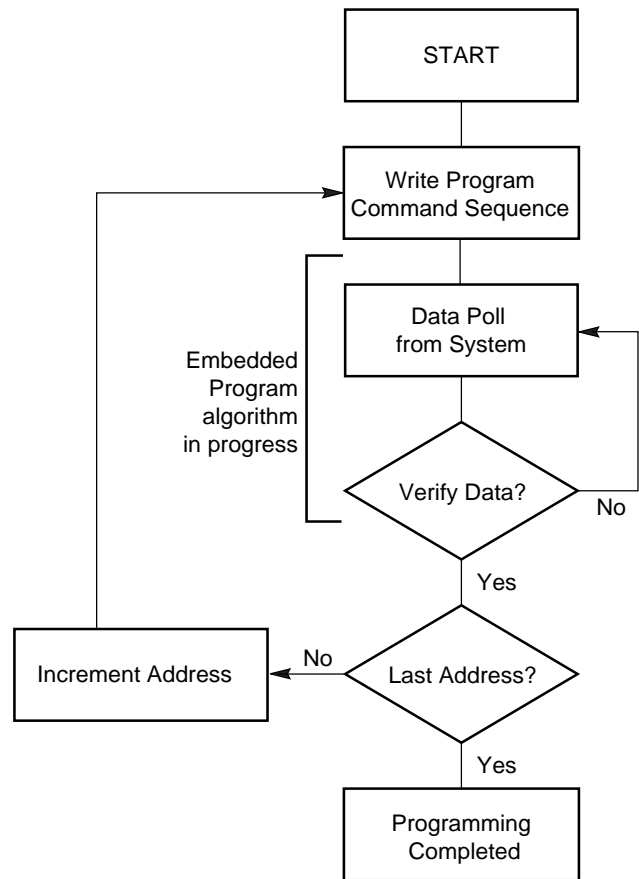 START
Write Program
Command Sequence
Data Poll
from System
Embedded
Program
algorithm
in progress
Verify Data?
No
Yes
Increment Address
No
Last Address?
Yes
Programming
Completed